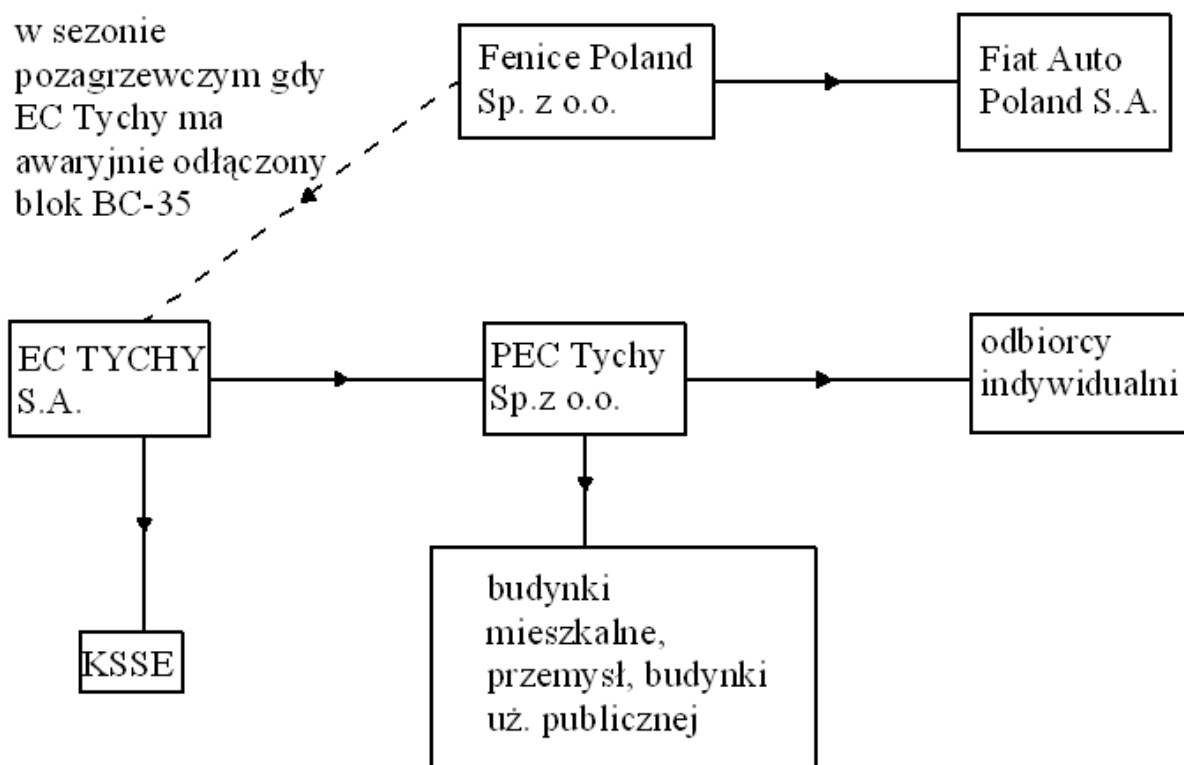 w sezonie
pozagrzewczym gdy
EC Tychy ma
awaryjnie odłączony
blok BC-35
Fenice Poland
Sp. z o.o.
Fiat Auto
Poland S.A.
EC TYCHY
S.A.
PEC Tychy
Sp.z o.o.
odbiorcy
indywidualni
KSSE
budynki
mieszkalne,
przemysł, budynki
uż. publicznej